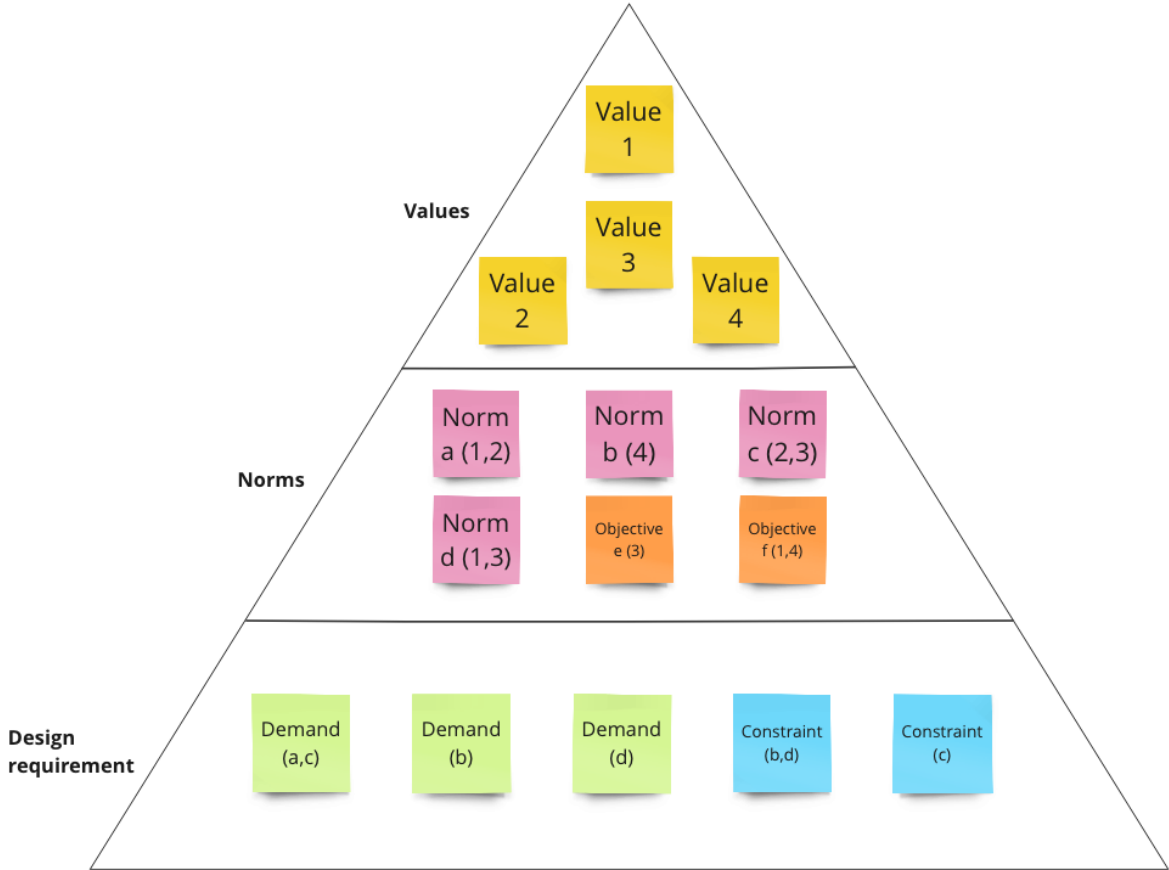 Value
1
Values
Value
3
Value
2
Value
4
Norm
a (1,2)
Norm
b (4)
Norm
c (2,3)
Norms
Norm
d (1,3)
Objective
e (3)
Objective
f (1,4)
Design
requirement
Demand
(a,c)
Demand
(b)
Demand
(d)
Constraint
(b,d)
Constraint
(c)